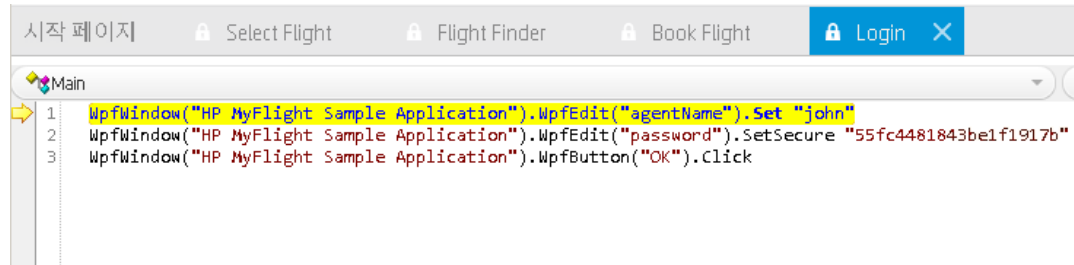 시작 페이지 Select Flight Flight Finder Book Flight Login
Main
1 WpfWindow("HP MyFlight Sample Application").WpfEdit("agentName").Set "john"
2 WpfWindow("HP MyFlight Sample Application").WpfEdit("password").SetSecure "55fc4481843be1f1917b"
3 WpfWindow("HP MyFlight Sample Application").WpfButton("OK").Click